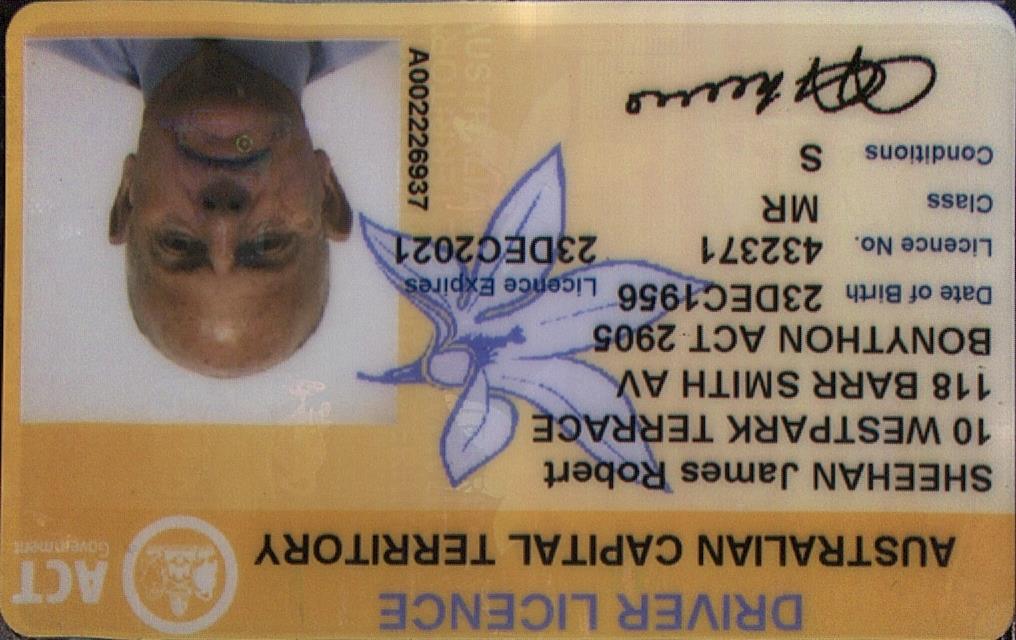 DRIVER LICENCE
AUSTRALIAN CAPITAL TERRITORY
ACT
Government
SHEEHAN James Robert
10 WESTPARK TERRACE
118 BARR SMITH AV
BONYTHON ACT 2905
Date of Birth 23DEC1956
Licence Expires
Licence No. 432371 23DEC2021
Class MR
Conditions S
A002226937